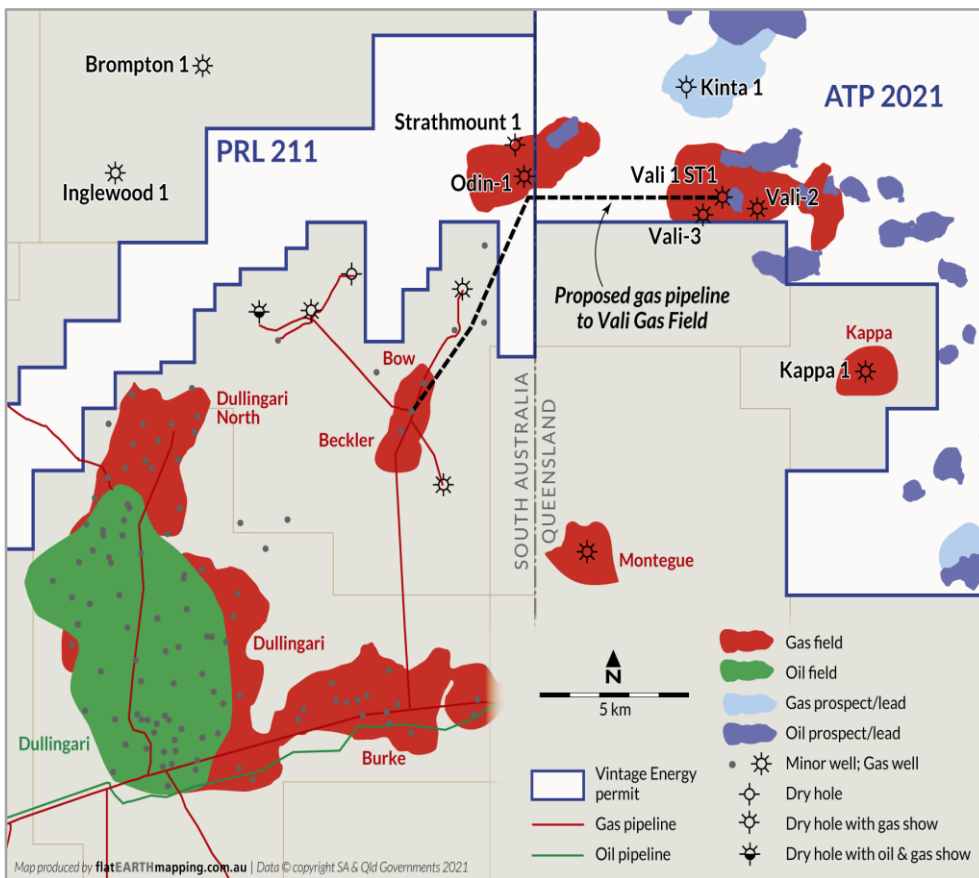 Brompton 1
Kinta 1
ATP 2021
Strathmount 1
PRL 211
Inglewood 1
Odin-1
Vali 1 ST1
Vali-2
Vali-3
Proposed gas pipeline
to Vali Gas Field
Bow
Kappa
Kappa 1
Dullingari
North
Beckler
SOUTH AUSTRALIA
QUEENSLAND
Montegue
Dullingari
Dullingari
Burke
N
5 km
Gas field
Oil field
Gas prospect/lead
Oil prospect/lead
Minor well; Gas well
Dry hole
Dry hole with gas show
Dry hole with oil & gas show
Vintage Energy
permit
Gas pipeline
Oil pipeline
Map produced by flatEARTHmapping.com.au | Data © copyright SA & Qld Governments 2021